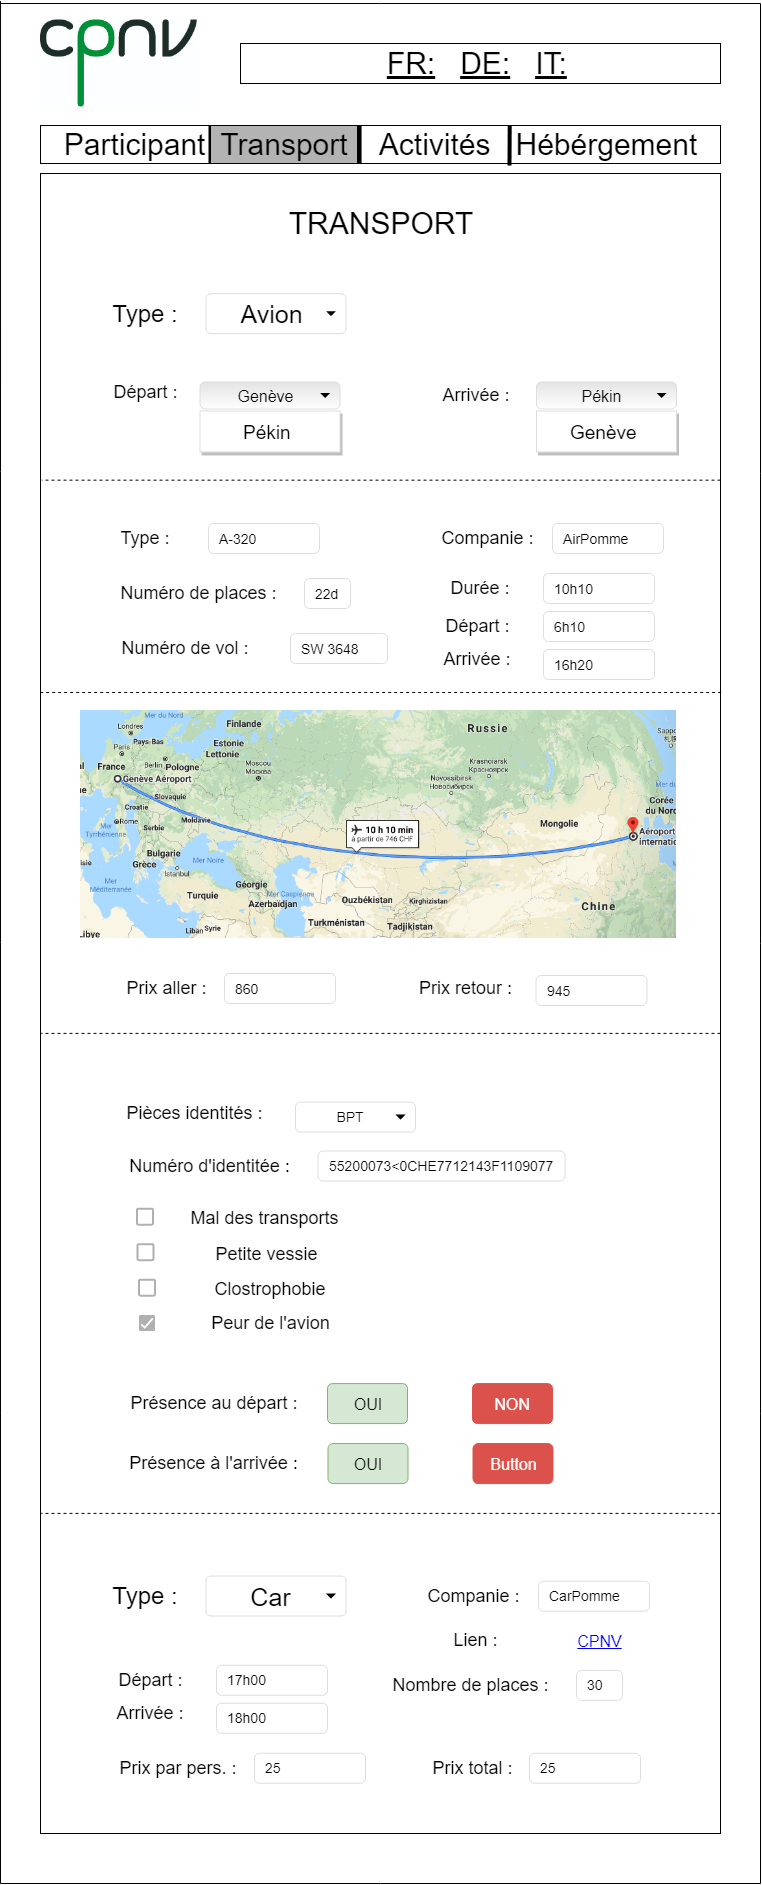 cpnv
FR: DE: IT:
Participant Transport Activités Hébérgement
TRANSPORT
Type : Avion
Départ : Genève Arrivée : Pékin
Pékin Genève
Type : A-320 Companie : AirPomme
Numéro de places : 22d Durée : 10h10
Départ : 6h10
Numéro de vol : SW 3648 Arrivée : 16h20
Mer du Nord
Londres
Finlande
Russie
Paris
Pays-Bas
Estonie
Lettonie
Berlin
Pologne
Moscou
Москва
Krasnoïarsk
Красноярск
France
Genève Aéroport
Novossibirsk
Новосибирск
Slovaquie
Croatie
Corée
du Nord
Rome
Serbie
Moldavie
10 h 10 min
à partir de 746 CHF
Mongolie
Aéroport
internatio
Mer
Tyrrhénienne
Bulgarie
Grèce
Mer Noire
Istanbul
Mer
Méditerranée
Turquie
Géorgie
Azerbaïdjan
Mer Caspienne
Ouzbékistan
Kirghizistan
Chine
Turkménistan
Tadjikistan
Liban
Syrie
ibye
Prix aller : 860 Prix retour : 945
Pièces identités : BPT
Numéro d'identitée : 55200073<0CHE7712143F1109077
Mal des transports
Petite vessie
Clostrophobie
Peur de l'avion
Présence au départ : OUI NON
Présence à l'arrivée : OUI Button
Type : Car Companie : CarPomme
Lien : CPNV
Départ : 17h00 Nombre de places : 30
Arrivée : 18h00
Prix par pers. : 25 Prix total : 25